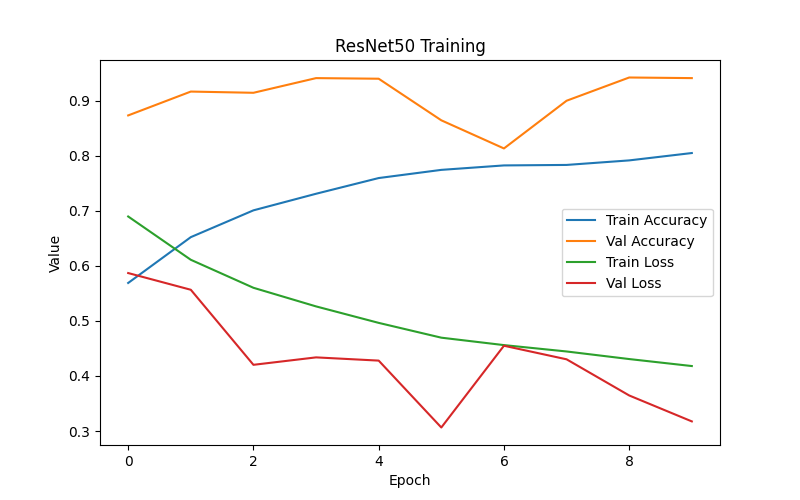 ResNet50 Training
Value
0.9
0.8
0.7
0.6
0.5
0.4
0.3
Train Accuracy
Val Accuracy
Train Loss
Val Loss
0 2 4 6 8
Epoch